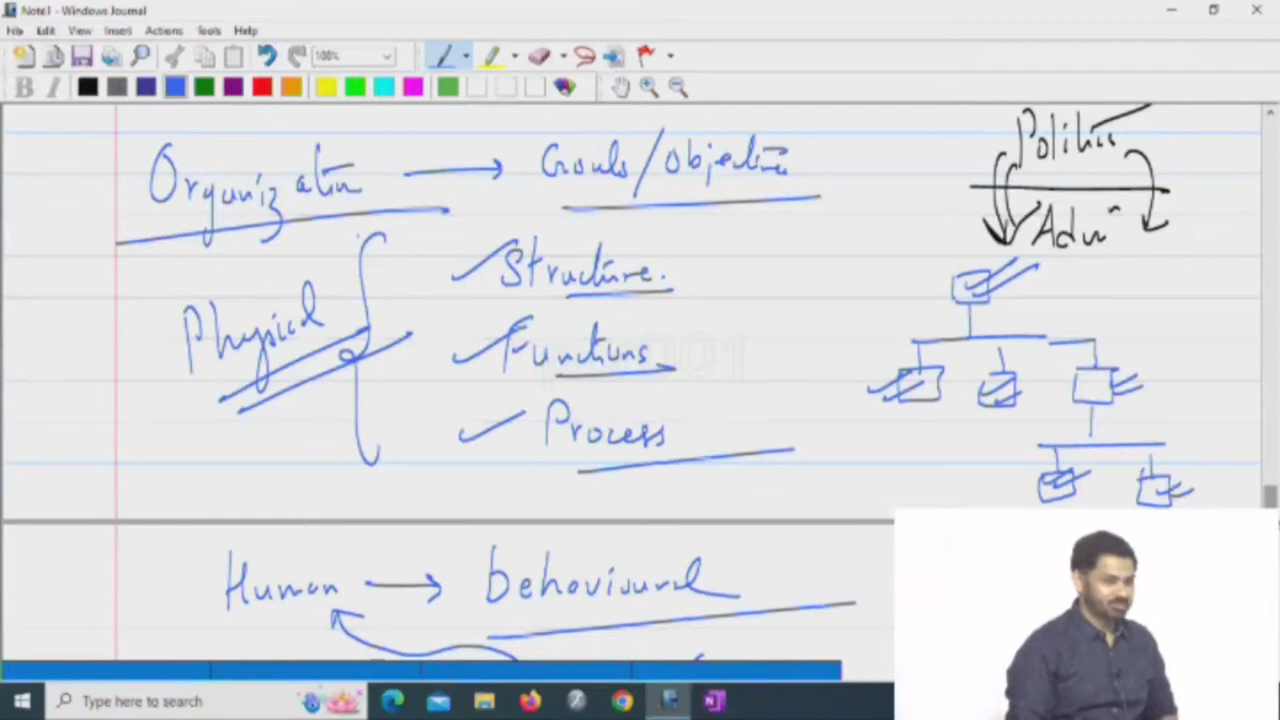 Note1 - Windows Journal
File Edit View Insert Actions Tools Help
100%
B I
Organization → Goals/objective
Politics
Admn
Physical
Structure.
Functions
Process
Human → behavioural
Type here to search